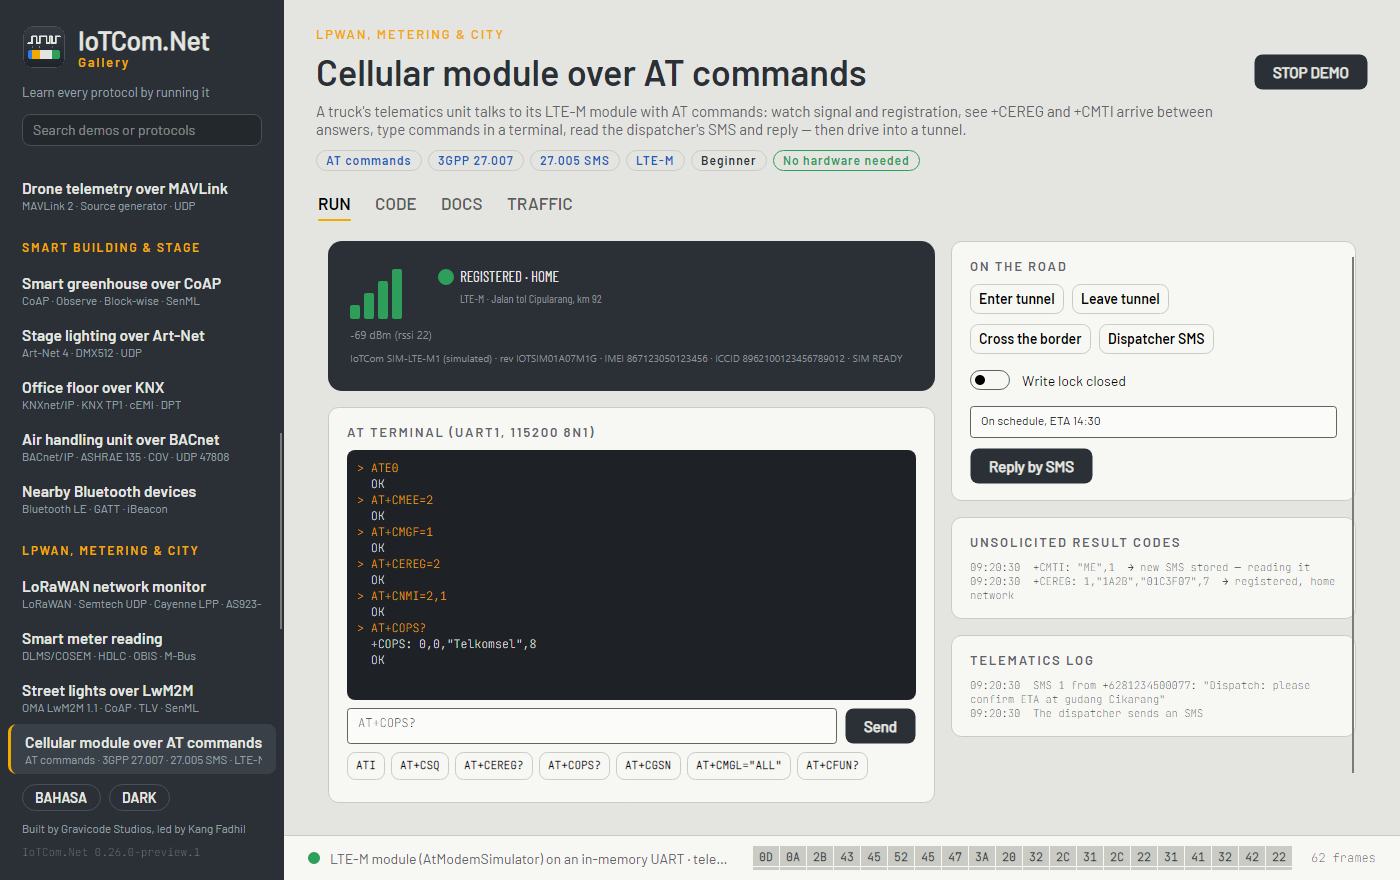 IoTCom.Net
Gallery
Learn every protocol by running it
Search demos or protocols
Drone telemetry over MAVLink
MAVLink 2 · Source generator · UDP
SMART BUILDING & STAGE
Smart greenhouse over CoAP
CoAP · Observe · Block-wise · SenML
Stage lighting over Art-Net
Art-Net 4 · DMX512 · UDP
Office floor over KNX
KNXnet/IP · KNX TP1 · cEMI · DPT
Air handling unit over BACnet
BACnet/IP · ASHRAE 135 · COV · UDP 47808
Nearby Bluetooth devices
Bluetooth LE · GATT · iBeacon
LPWAN, METERING & CITY
LoRaWAN network monitor
LoRaWAN · Semtech UDP · Cayenne LPP · AS923-
Smart meter reading
DLMS/COSEM · HDLC · OBIS · M-Bus
Street lights over LwM2M
OMA LwM2M 1.1 · CoAP · TLV · SenML
Cellular module over AT commands
AT commands · 3GPP 27.007 · 27.005 SMS · LTE-M
BAHASA
DARK
Built by Gravicode Studios, led by Kang Fadhil
IoTCom.Net 0.26.0-preview.1
LPWAN, METERING & CITY
Cellular module over AT commands
STOP DEMO
A truck's telematics unit talks to its LTE-M module with AT commands: watch signal and registration, see +CEREG and +CMTI arrive between
answers, type commands in a terminal, read the dispatcher's SMS and reply — then drive into a tunnel.
AT commands
3GPP 27.007
27.005 SMS
LTE-M
Beginner
No hardware needed
RUN
CODE
DOCS
TRAFFIC
REGISTERED · HOME
LTE-M · Jalan tol Cipularang, km 92
-69 dBm (rssi 22)
IoTCom SIM-LTE-M1 (simulated) · rev IOTSIM01A07M1G · IMEI 867123050123456 · ICCID 8962100123456789012 · SIM READY
AT TERMINAL (UART1, 115200 8N1)
> ATE0
OK
> AT+CMEE=2
OK
> AT+CMGF=1
OK
> AT+CEREG=2
OK
> AT+CNMI=2,1
OK
> AT+COPS?
+COPS: 0,0,"Telkomsel",8
OK
AT+COPS?
Send
ATI
AT+CSQ
AT+CEREG?
AT+COPS?
AT+CGSN
AT+CMGL="ALL"
AT+CFUN?
ON THE ROAD
Enter tunnel
Leave tunnel
Cross the border
Dispatcher SMS
Write lock closed
On schedule, ETA 14:30
Reply by SMS
UNSOLICITED RESULT CODES
09:20:30 +CMTI: "ME",1 → new SMS stored — reading it
09:20:30 +CEREG: 1,"1A2B","01C3F07",7 → registered, home
network
TELEMATICS LOG
09:20:30 SMS 1 from +6281234500077: "Dispatch: please
confirm ETA at gudang Cikarang"
09:20:30 The dispatcher sends an SMS
LTE-M module (AtModemSimulator) on an in-memory UART · tele...
0D 0A 2B 43 45 52 45 47 3A 20 32 2C 31 2C 22 31 41 32 42 22
62 frames